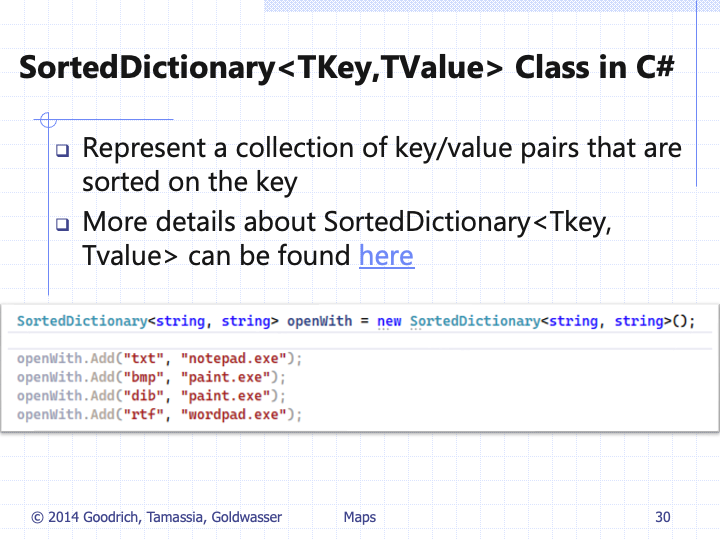 SortedDictionary<TKey,TValue> Class in C#
Represent a collection of key/value pairs that are
sorted on the key
More details about SortedDictionary<Tkey,
Tvalue> can be found here
SortedDictionary<string, string> openWith = new SortedDictionary<string, string>();
openWith.Add("txt", "notepad.exe");
openWith.Add("bmp", "paint.exe");
openWith.Add("dib", "paint.exe");
openWith.Add("rtf", "wordpad.exe");
© 2014 Goodrich, Tamassia, Goldwasser Maps 30